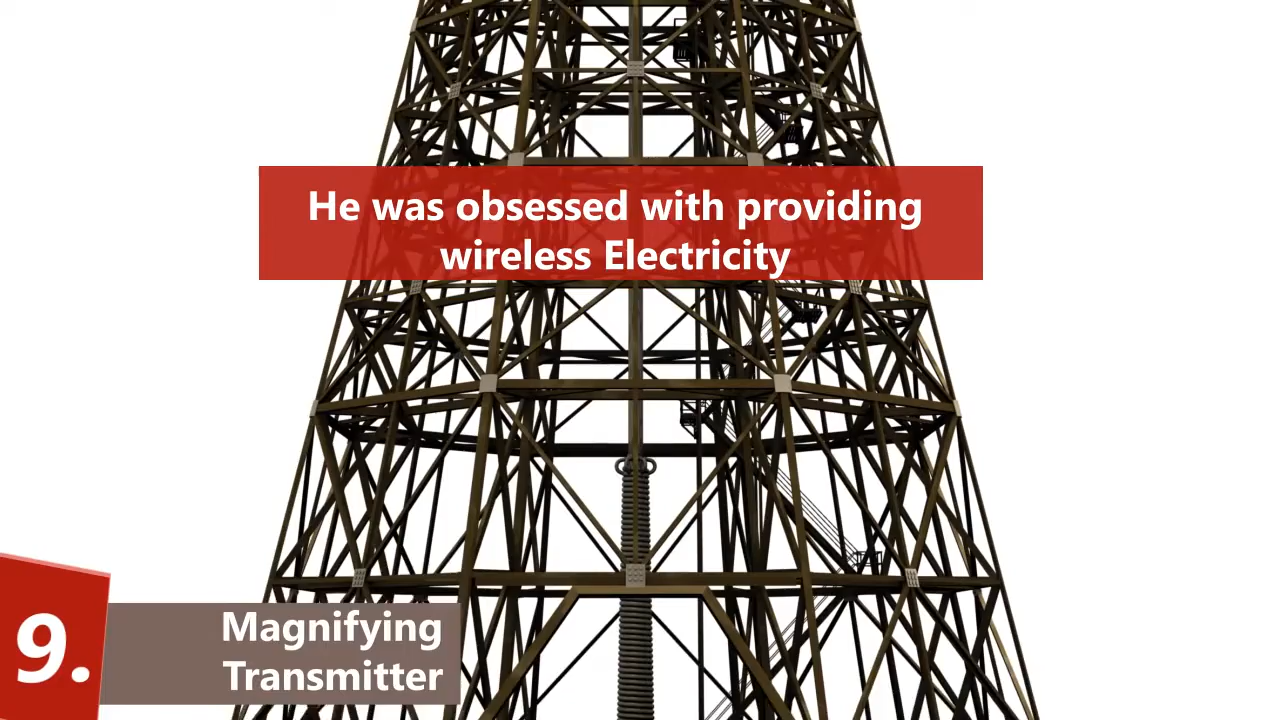 He was obsessed with providing
wireless Electricity
9.
Magnifying
Transmitter